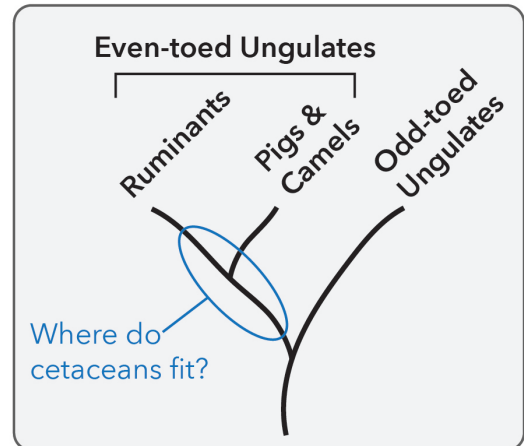 Even-toed Ungulates
Ruminants
Pigs &
Camels
Odd-toed
Ungulates
Where do
cetaceans fit?